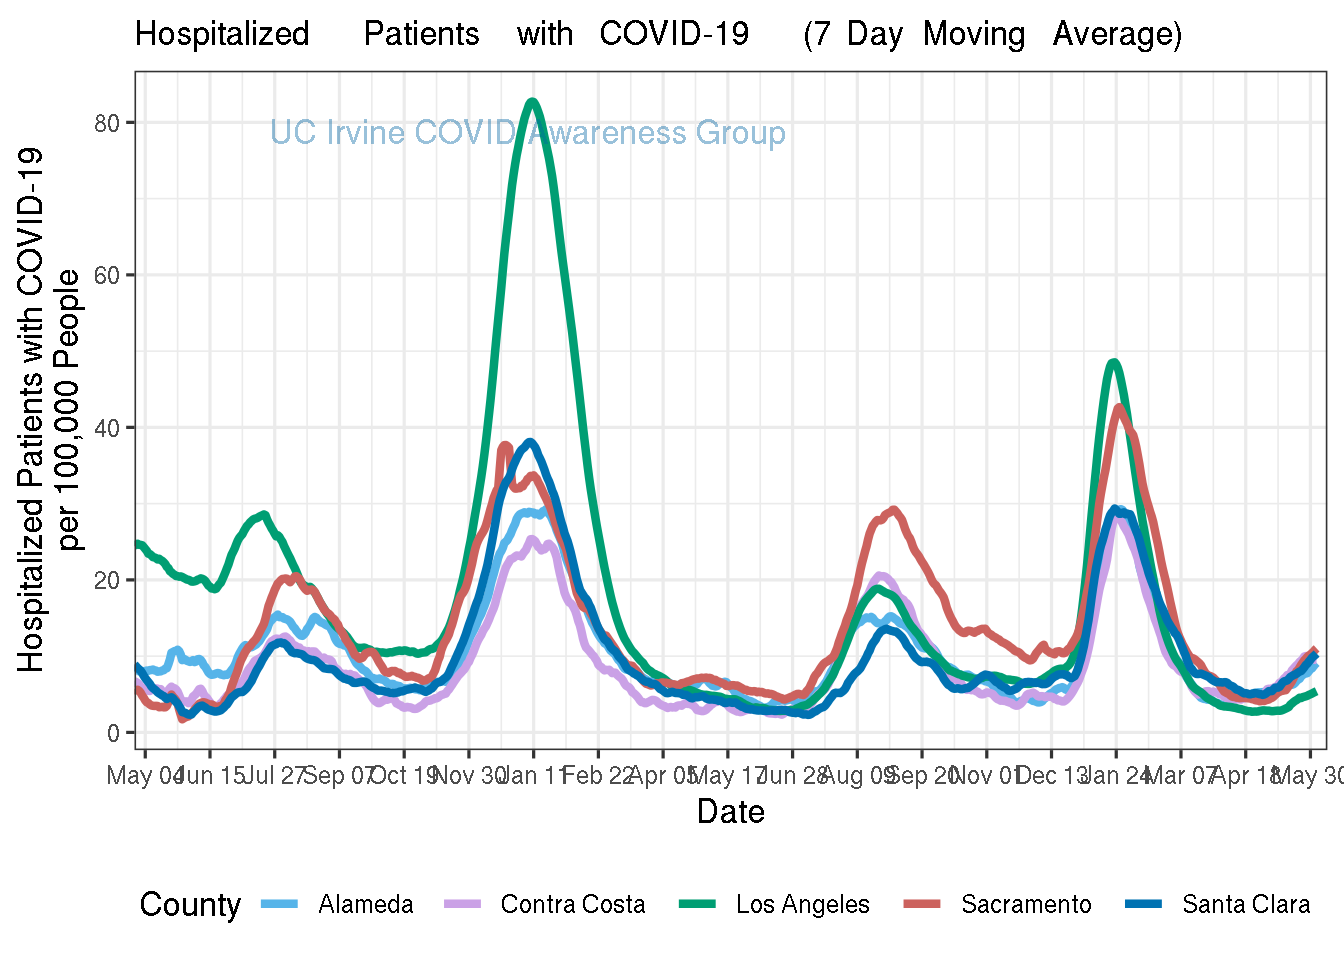 Hospitalized Patients with COVID-19 (7 Day Moving Average)
UC Irvine COVID Awareness Group
Hospitalized Patients with COVID-19
per 100,000 People
80
60
40
20
0
May 04 Jun 15 Jul 27 Sep 07 Oct 19 Nov 30 Jan 11 Feb 22 Apr 05 May 17 Jun 28 Aug 09 Sep 20 Nov 01 Dec 13 Jan 24 Mar 07 Apr 18 May 30
Date
County Alameda Contra Costa Los Angeles Sacramento Santa Clara